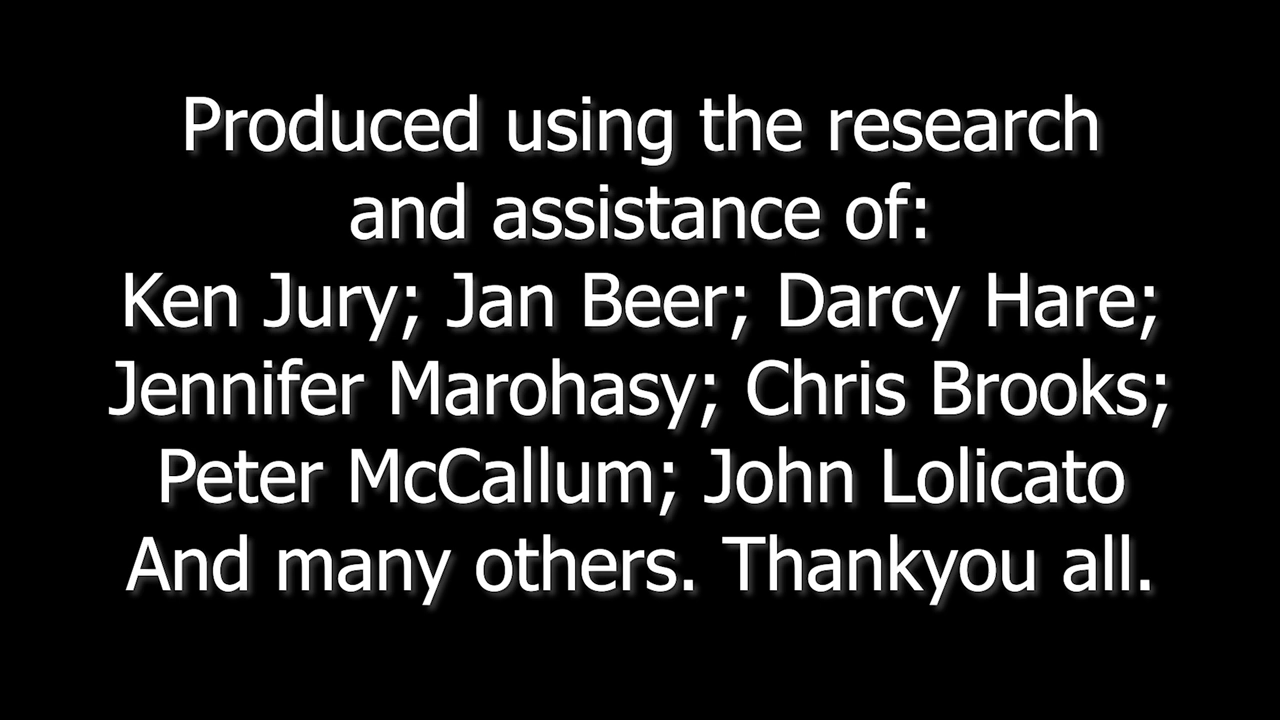 Produced using the research
and assistance of:
Ken Jury; Jan Beer; Darcy Hare;
Jennifer Marohasy; Chris Brooks;
Peter McCallum; John Lolicato
And many others. Thankyou all.